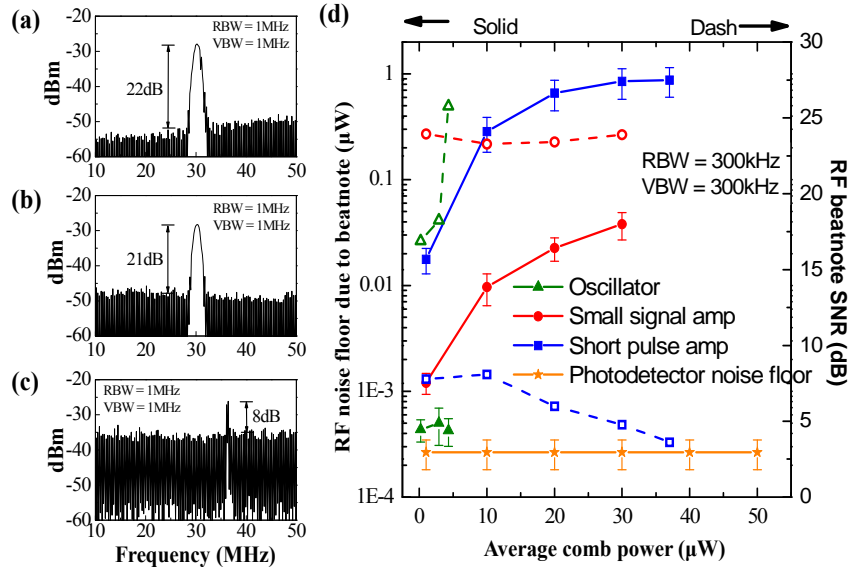 (a)
RBW = 1MHz
VBW = 1MHz
22dB
dBm
-20
-30
-40
-50
-60
10 20 30 40 50
(b)
RBW = 1MHz
VBW = 1MHz
21dB
dBm
-20
-30
-40
-50
-60
10 20 30 40 50
(c)
RBW = 1MHz
VBW = 1MHz
8dB
dBm
-20
-30
-40
-50
-60
10 20 30 40 50
Frequency (MHz)
(d)
Solid Dash
RF noise floor due to beatnote (μW)
1
0.1
0.01
1E-3
1E-4
RBW = 300kHz
VBW = 300kHz
Oscillator
Small signal amp
Short pulse amp
Photodetector noise floor
30
25
20
15
10
5
0
RF beatnote SNR (dB)
0 10 20 30 40 50
Average comb power (μW)